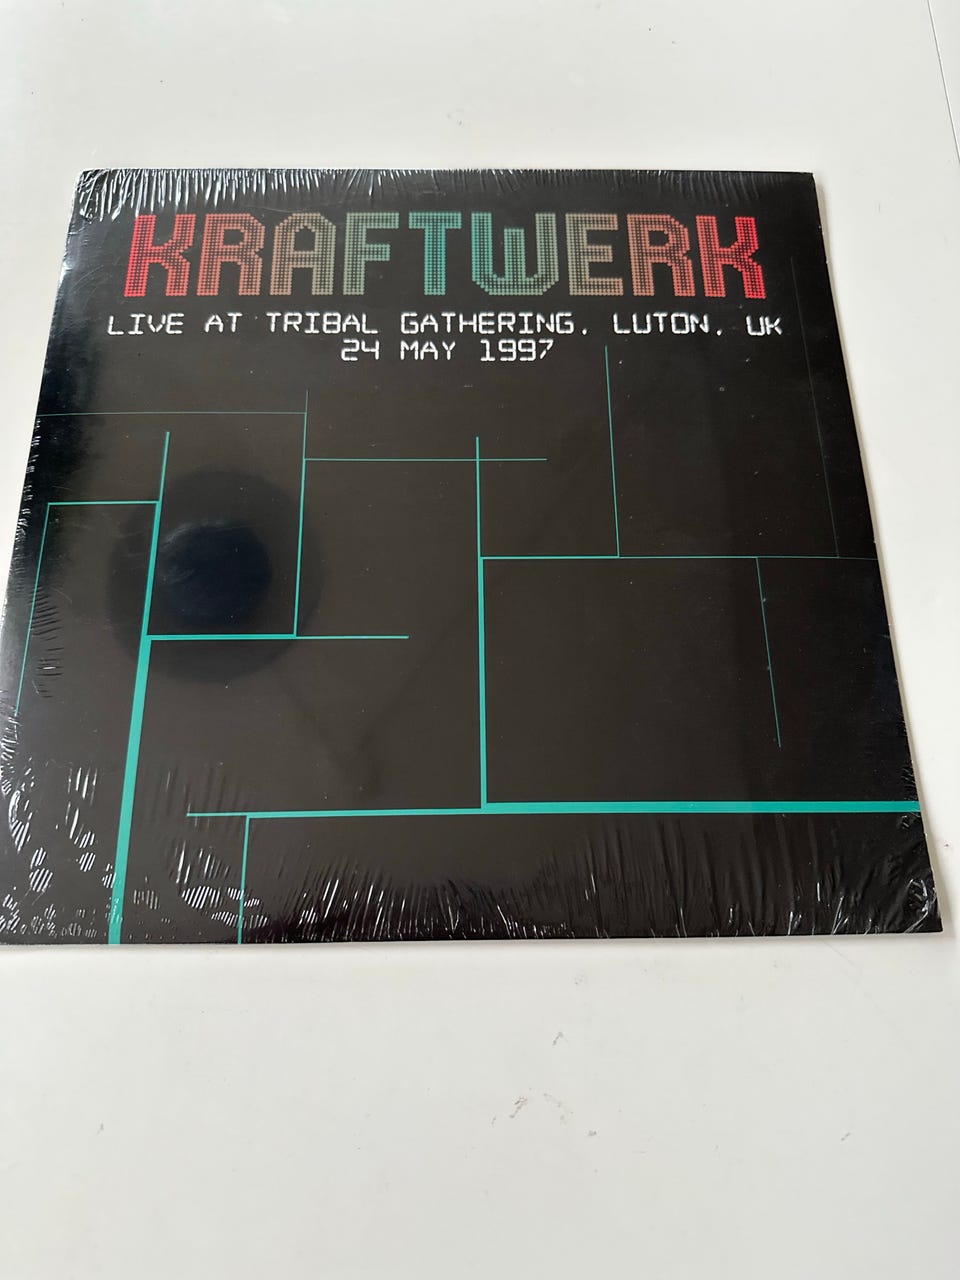 KRAFTWERK
LIVE AT TRIBAL GATHERING, LUTON, UK
24 MAY 1997